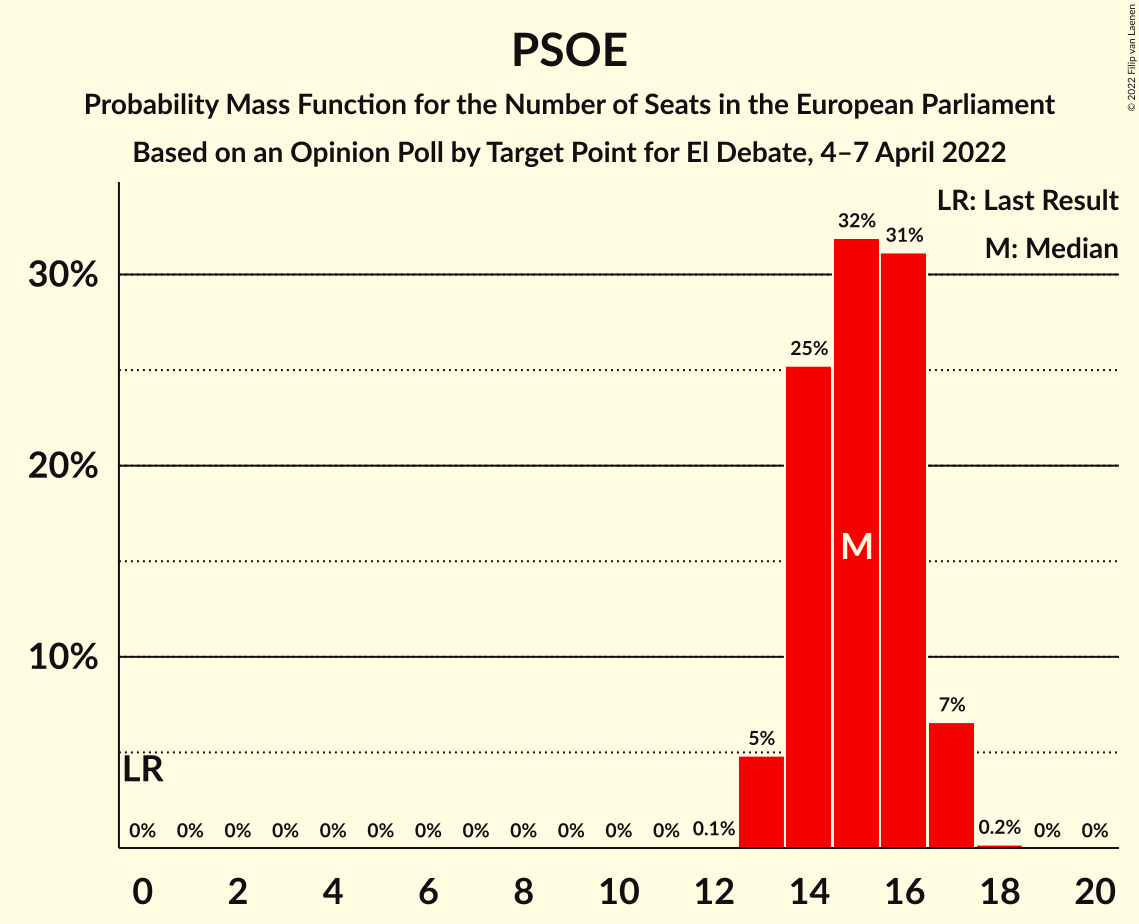 PSOE
Probability Mass Function for the Number of Seats in the European Parliament
Based on an Opinion Poll by Target Point for El Debate, 4–7 April 2022
© 2022 Filip van Laenen
LR: Last Result
M: Median
30%
20%
10%
32%
31%
25%
M
7%
5%
LR
0% 0% 0% 0% 0% 0% 0% 0% 0% 0% 0% 0% 0.1% 0.2% 0% 0%
0 2 4 6 8 10 12 14 16 18 20